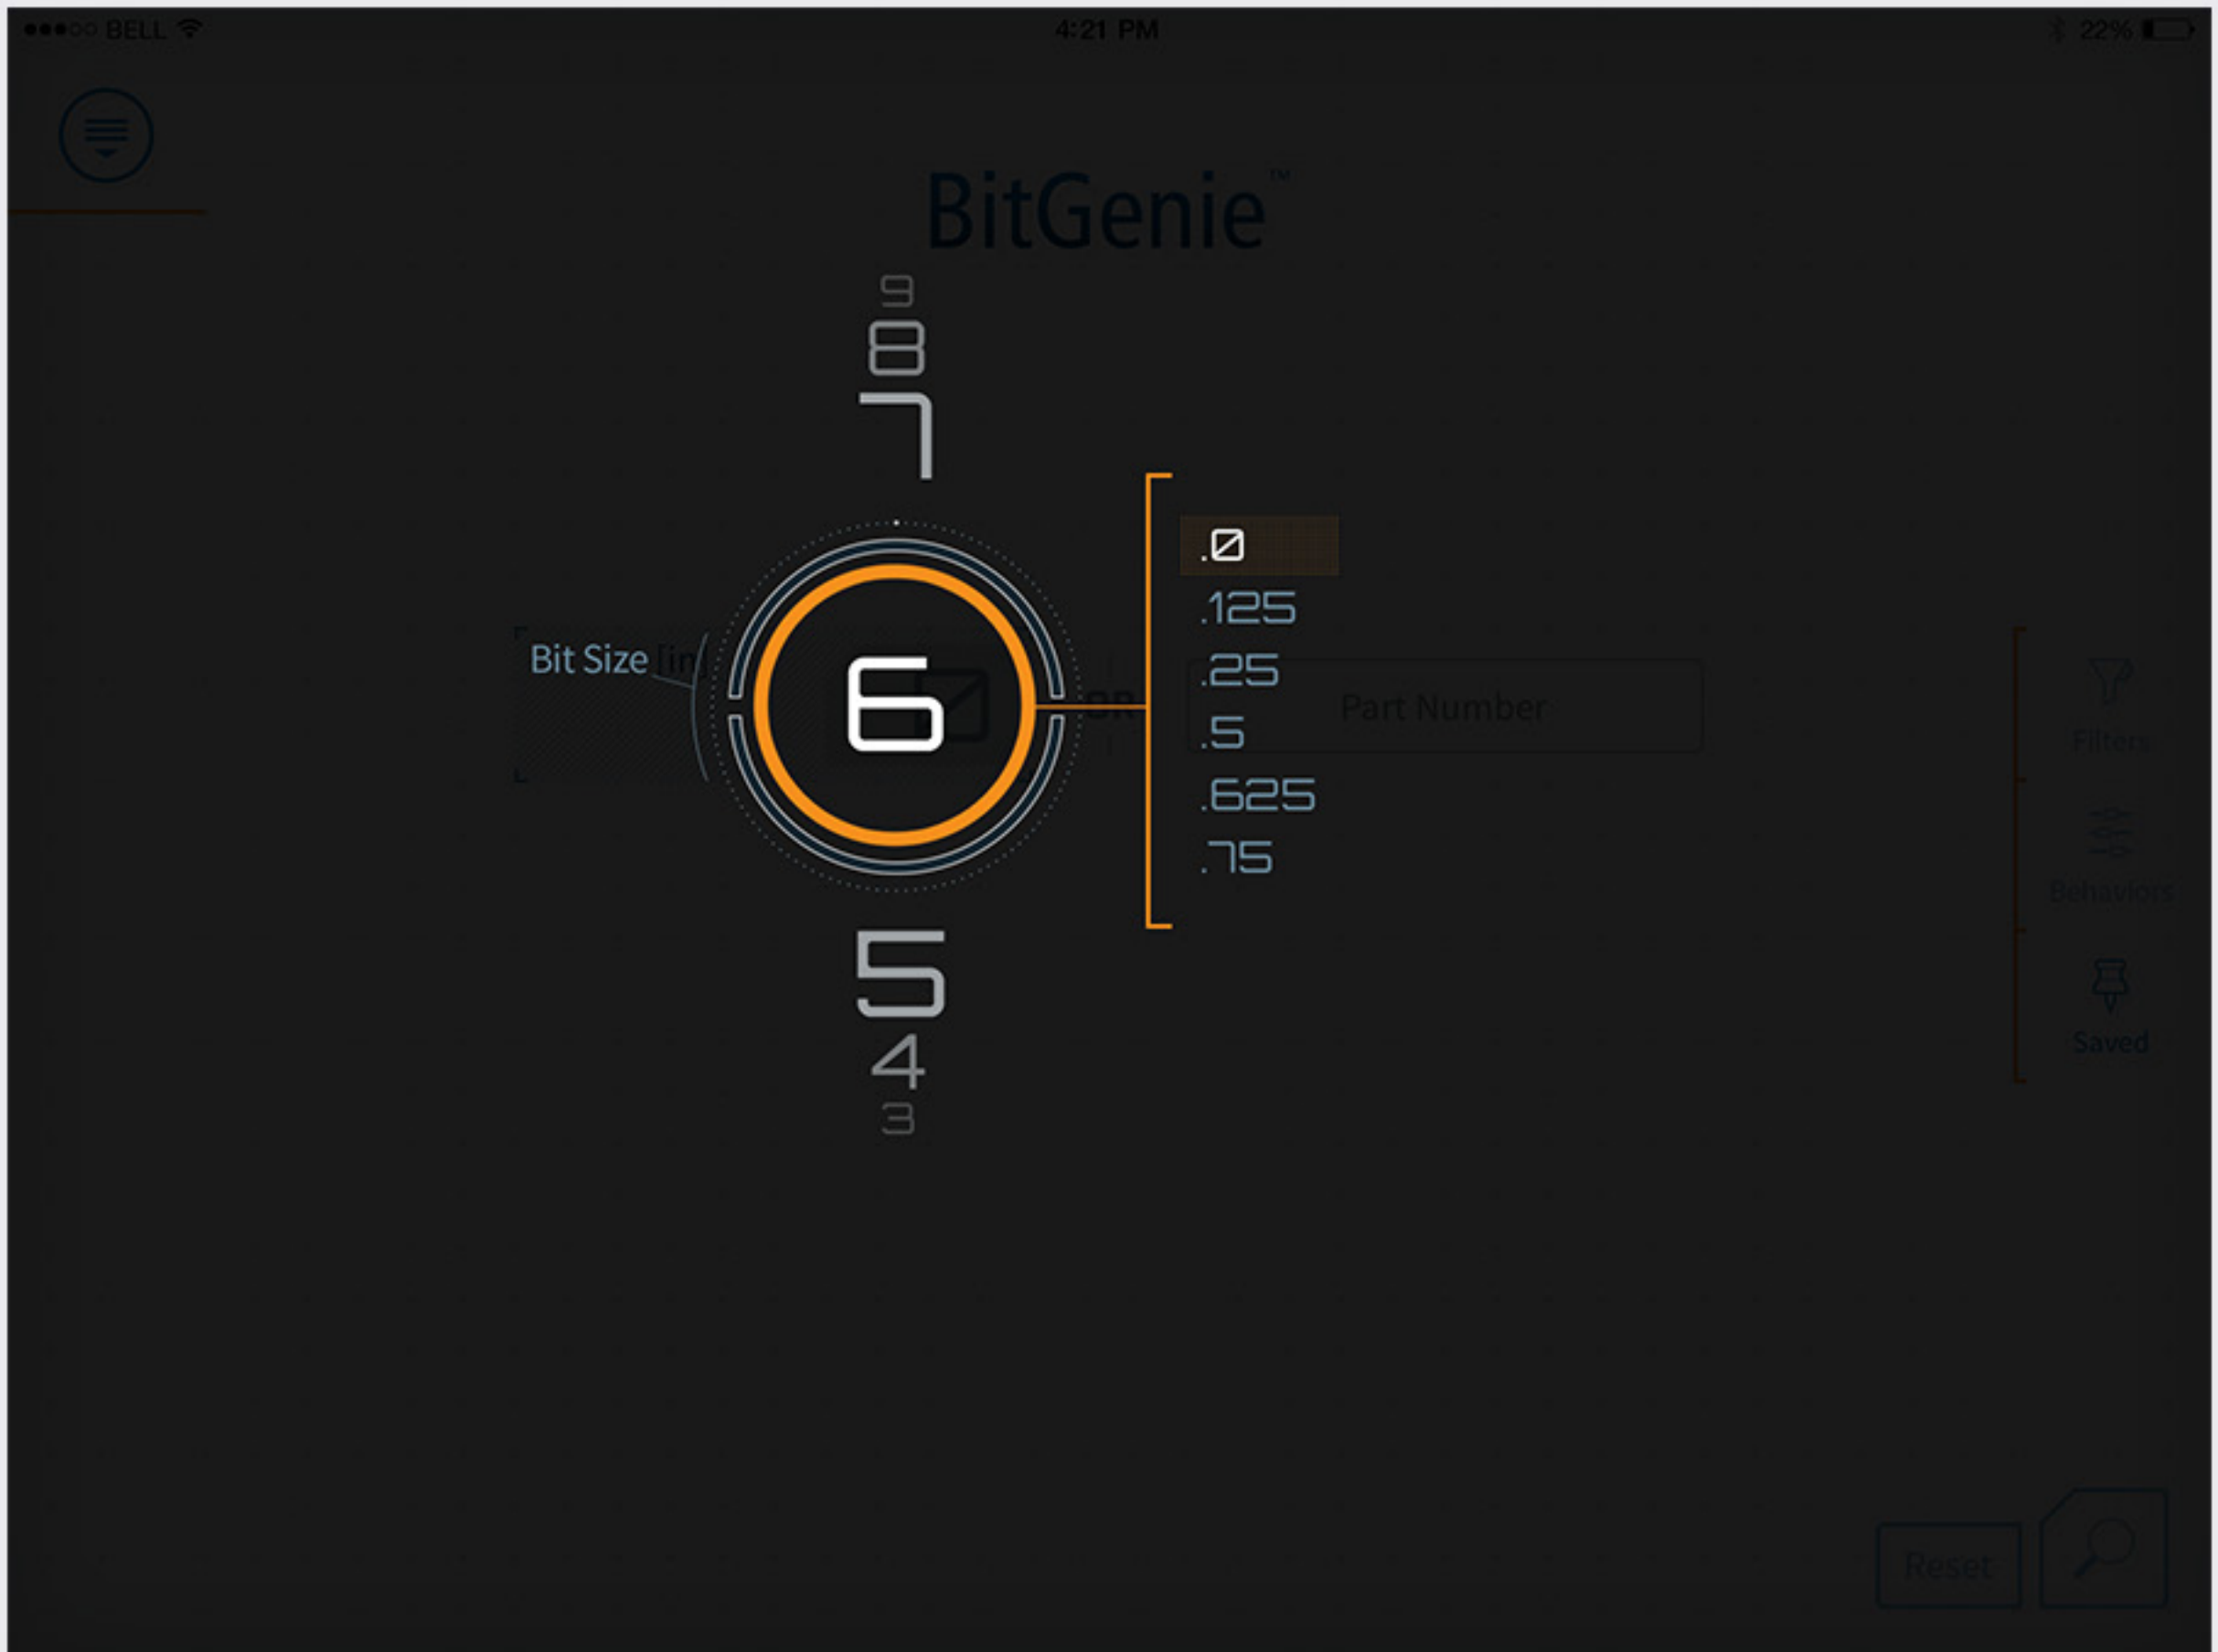 BELL
4:21 PM
22%
BitGenie™
9
8
7
6
5
4
3
Bit Size [in]
OR
.0
.125
.25
.5
.625
.75
Part Number
Filters
Behaviors
Saved
Reset